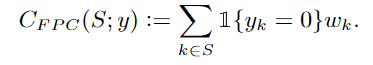 C_{FPC}(S; y) := \sum_{k \in S} \mathbb{1}\{y_k = 0\} w_k.